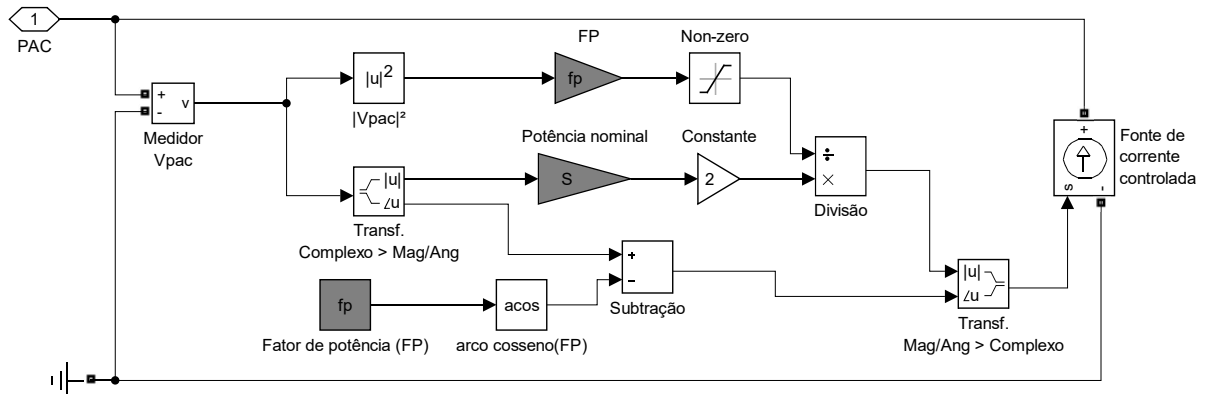 1
PAC
+
-
v
Medidor
Vpac
|u|²
|Vpac|²
FP
fp
Non-zero
|u|
∠u
Transf.
Complexo > Mag/Ang
Potência nominal
S
Constante
2
÷
×
Divisão
fp
Fator de potência (FP)
acos
arco cosseno(FP)
+
−
Subtração
|u|
∠u
Transf.
Mag/Ang > Complexo
+
s
-
Fonte de
corrente
controlada